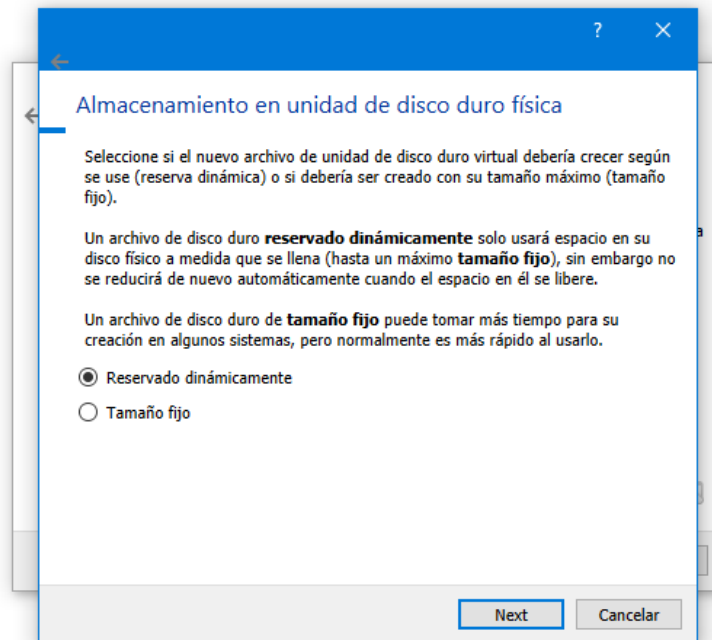 ?
Almacenamiento en unidad de disco duro física
Seleccione si el nuevo archivo de unidad de disco duro virtual debería crecer según
se use (reserva dinámica) o si debería ser creado con su tamaño máximo (tamaño
fijo).
Un archivo de disco duro reservado dinámicamente solo usará espacio en su
disco físico a medida que se llena (hasta un máximo tamaño fijo), sin embargo no
se reducirá de nuevo automáticamente cuando el espacio en él se libere.
Un archivo de disco duro de tamaño fijo puede tomar más tiempo para su
creación en algunos sistemas, pero normalmente es más rápido al usarlo.
Reservado dinámicamente
Tamaño fijo
Next Cancelar